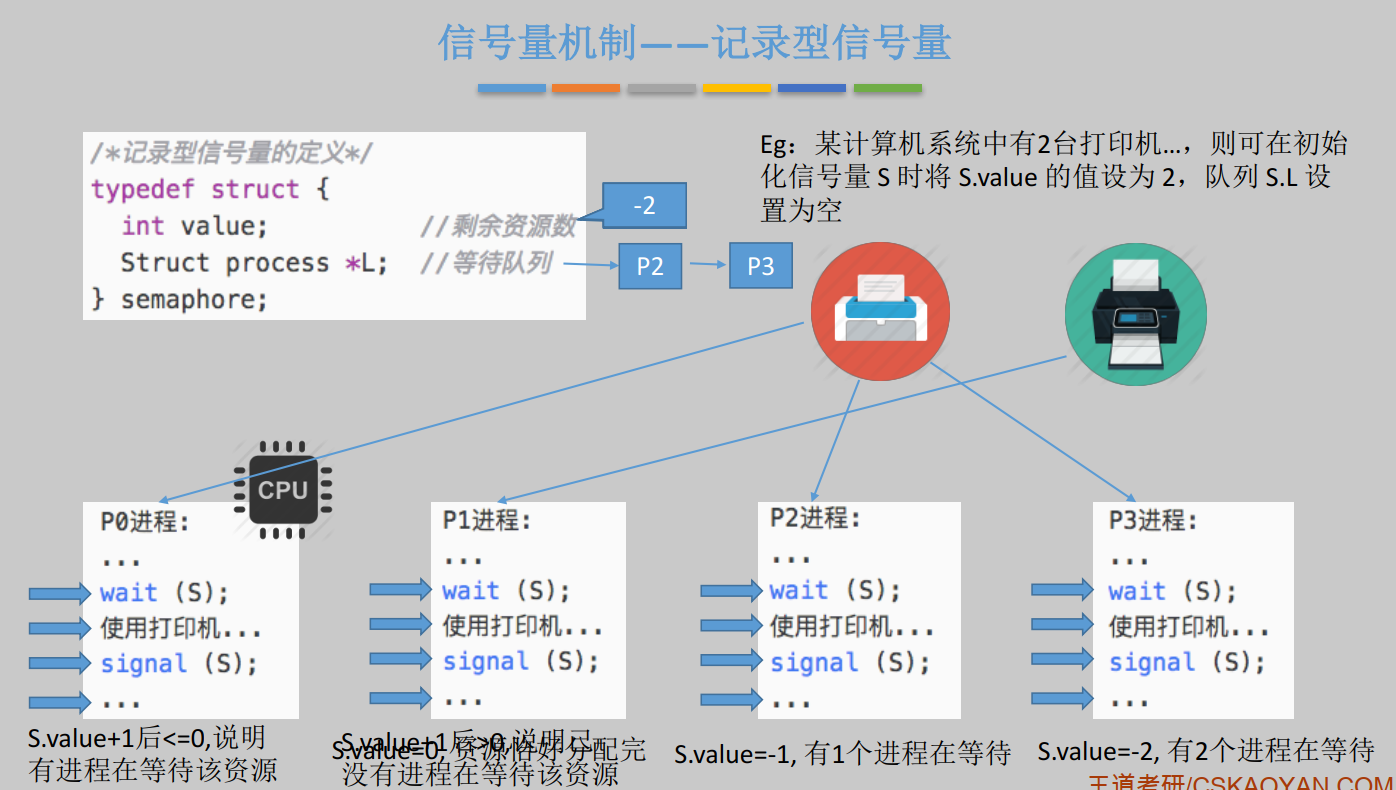 信号量机制——记录型信号量
/*记录型信号量的定义*/
typedef struct {
int value; //剩余资源数
Struct process *L; //等待队列
} semaphore;
-2
P2
P3
Eg：某计算机系统中有2台打印机…，则可在初始
化信号量 S 时将 S.value 的值设为 2，队列 S.L 设
置为空
CPU
P0进程:
...
wait (S);
使用打印机...
signal (S);
...
P1进程:
...
wait (S);
使用打印机...
signal (S);
...
P2进程:
...
wait (S);
使用打印机...
signal (S);
...
P3进程:
...
wait (S);
使用打印机...
signal (S);
...
S.value+1后<=0,说明
有进程在等待该资源
S.value+1后>0,说明已
没有进程在等待该资源
S.value=0, 资源恰好分配完
S.value=-1, 有1个进程在等待
S.value=-2, 有2个进程在等待
王道考研/CSKAOYAN.COM